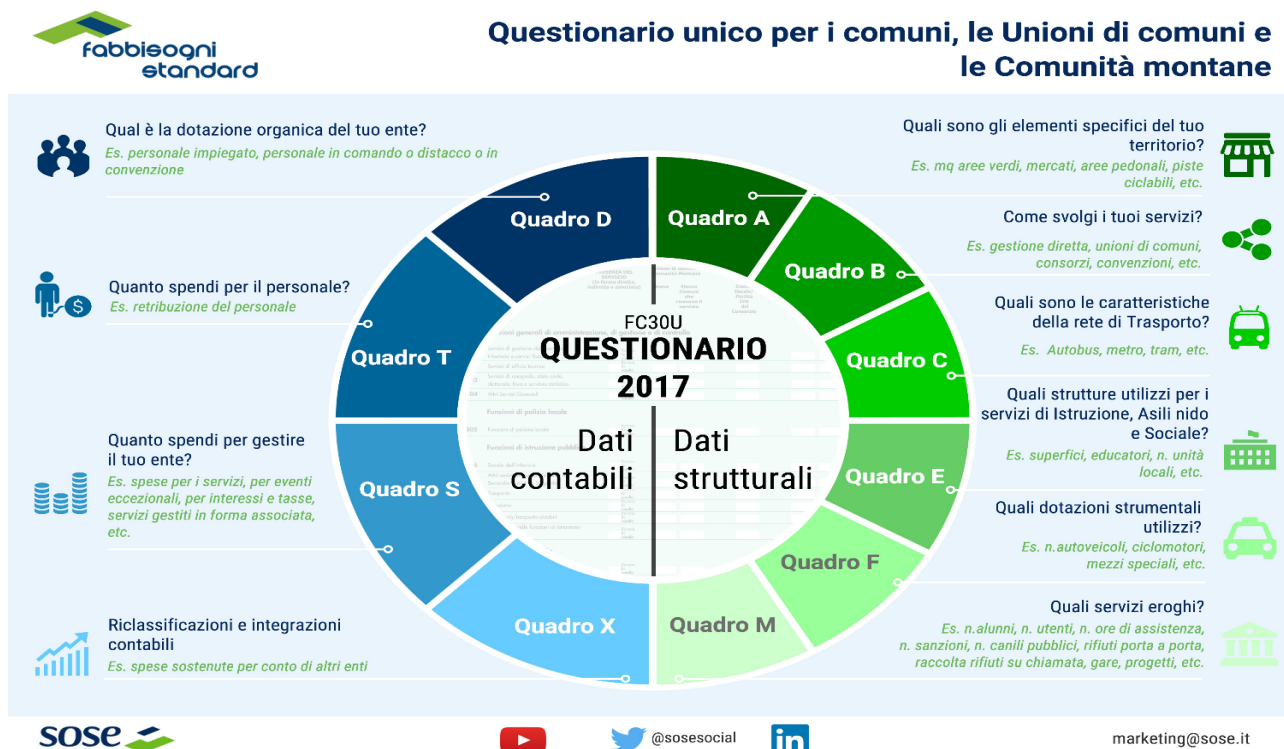 fabbisogni
standard
Questionario unico per i comuni, le Unioni di comuni e
le Comunità montane
Qual è la dotazione organica del tuo ente?
Es. personale impiegato, personale in comando o distacco o in
convenzione
Quanto spendi per il personale?
Es. retribuzione del personale
Quanto spendi per gestire
il tuo ente?
Es. spese per i servizi, per eventi
eccezionali, per interessi e tasse,
servizi gestiti in forma associata,
etc.
Riclassificazioni e integrazioni
contabili
Es. spese sostenute per conto di altri enti
Quadro D
Quadro A
Quadro B
Quadro T
Quadro C
Quadro S
Quadro E
Quadro F
Quadro X
Quadro M
FC30U
QUESTIONARIO
2017
Dati
contabili
Dati
strutturali
Funzioni di polizia locale
Quali sono gli elementi specifici del tuo
territorio?
Es. mq aree verdi, mercati, aree pedonali, piste
ciclabili, etc.
Come svolgi i tuoi servizi?
Es. gestione diretta, unioni di comuni,
consorzi, convenzioni, etc.
Quali sono le caratteristiche
della rete di Trasporto?
Es. Autobus, metro, tram, etc.
Quali strutture utilizzi per i
servizi di Istruzione, Asili nido
e Sociale?
Es. superfici, educatori, n. unità
locali, etc.
Quali dotazioni strumentali
utilizzi?
Es. n.autoveicoli, ciclomotori,
mezzi speciali, etc.
Quali servizi eroghi?
Es. n.alunni, n. utenti, n. ore di assistenza,
n. sanzioni, n. canili pubblici, rifiuti porta a porta,
raccolta rifiuti su chiamata, gare, progetti, etc.
sose
@sosesocial
in
marketing@sose.it